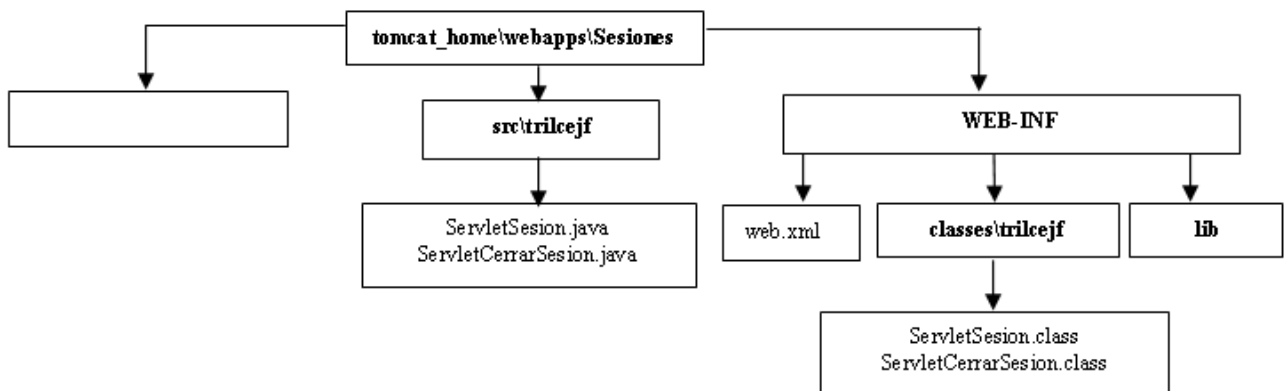 tomcat_home\webapps\Sesiones
src\trilcejf
WEB-INF
ServletSesion.java
ServletCerrarSesion.java
web.xml
classes\trilcejf
lib
ServletSesion.class
ServletCerrarSesion.class